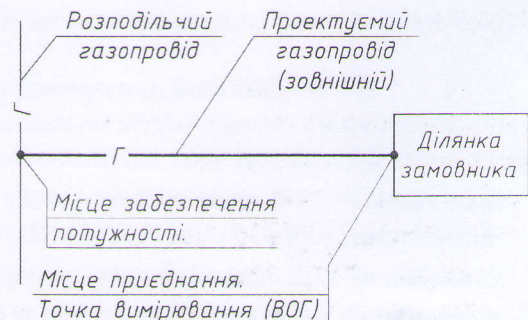 Розподільчий
газопровід
Проектуємий
газопровід
(зовнішній)
Г
Г
Ділянка
замовника
Місце забезпечення
потужності.
Місце приєднання.
Точка вимірювання (ВОГ)